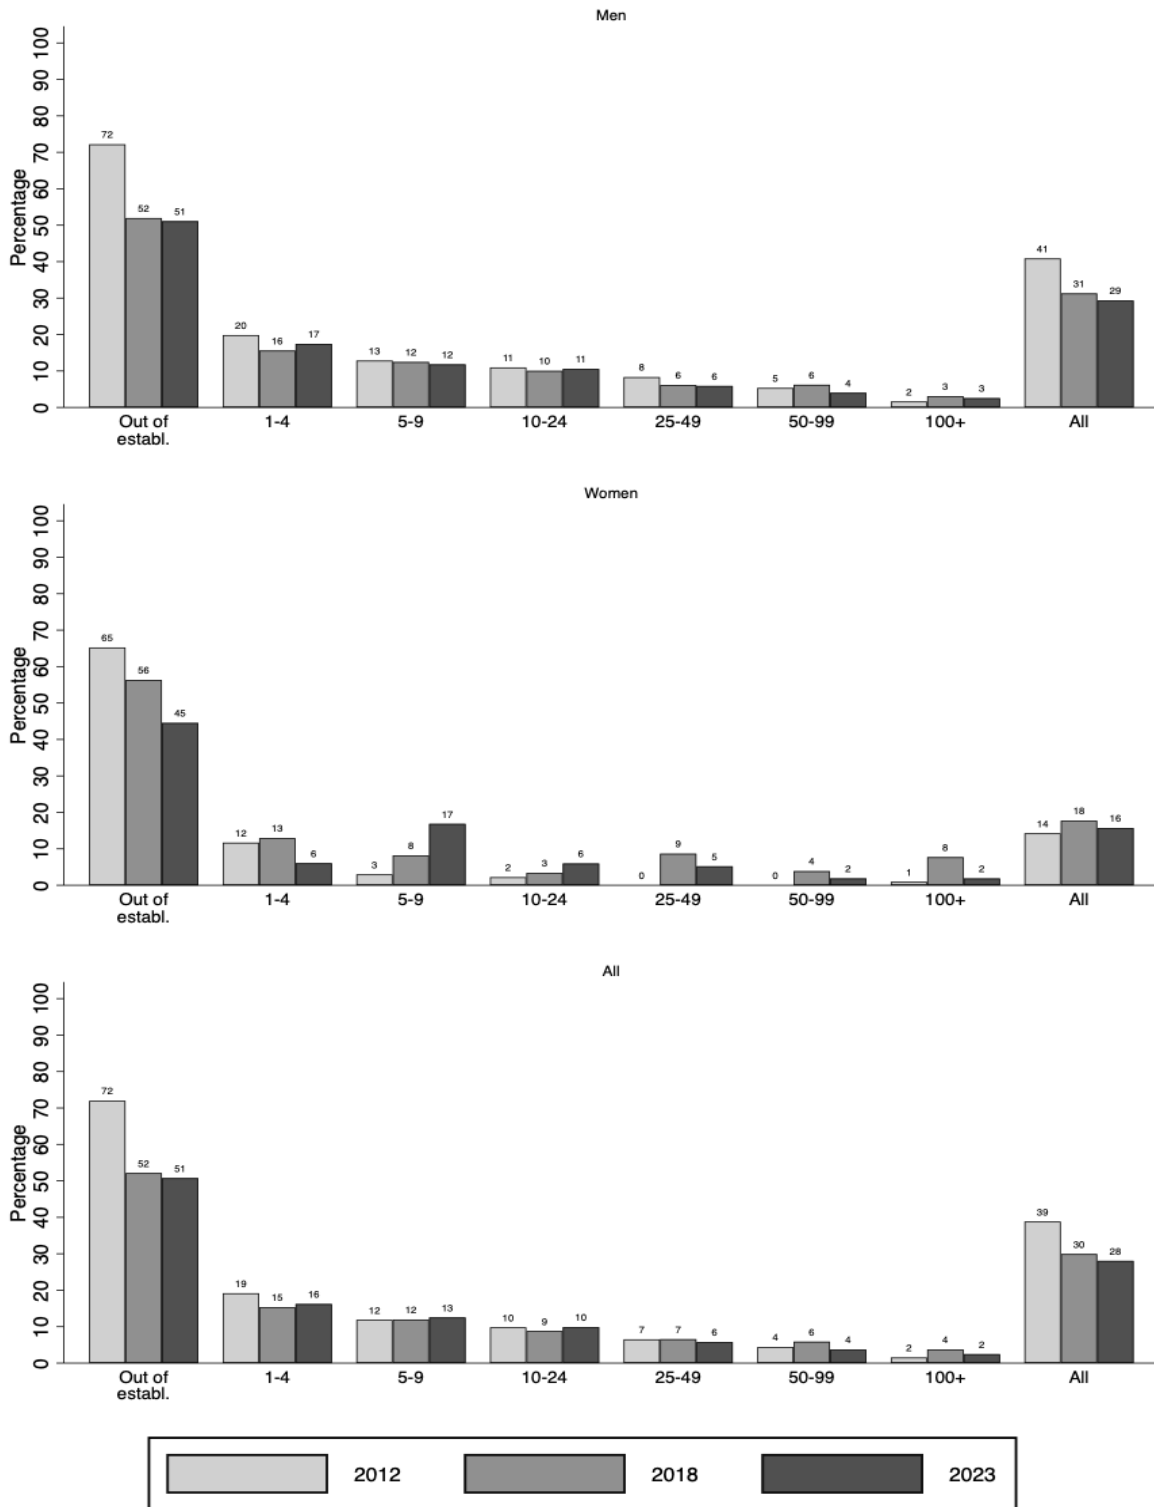 Men
Percentage
100
90
80
70
60
50
40
30
20
10
0
72 52 51
20 16 17
13 12 12
11 10 11
8 6 6
5 6 4
2 3 3
41 31 29
Out of establ. 1-4 5-9 10-24 25-49 50-99 100+ All
Women
Percentage
100
90
80
70
60
50
40
30
20
10
0
65 56 45
12 13 6
3 8 17
2 3 6
0 9 5
0 4 2
1 8 2
14 18 16
Out of establ. 1-4 5-9 10-24 25-49 50-99 100+ All
All
Percentage
100
90
80
70
60
50
40
30
20
10
0
72 52 51
19 15 16
12 12 13
10 9 10
7 7 6
4 6 4
2 4 2
39 30 28
Out of establ. 1-4 5-9 10-24 25-49 50-99 100+ All
2012 2018 2023